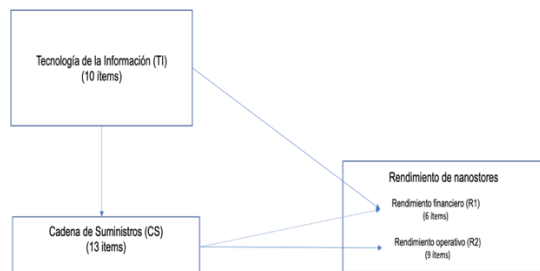 Tecnología de la Información (TI)
(10 ítems)
Rendimiento de nanostores
Rendimiento financiero (R1)
(6 ítems)
Cadena de Suministros (CS)
(13 ítems)
Rendimiento operativo (R2)
(9 ítems)